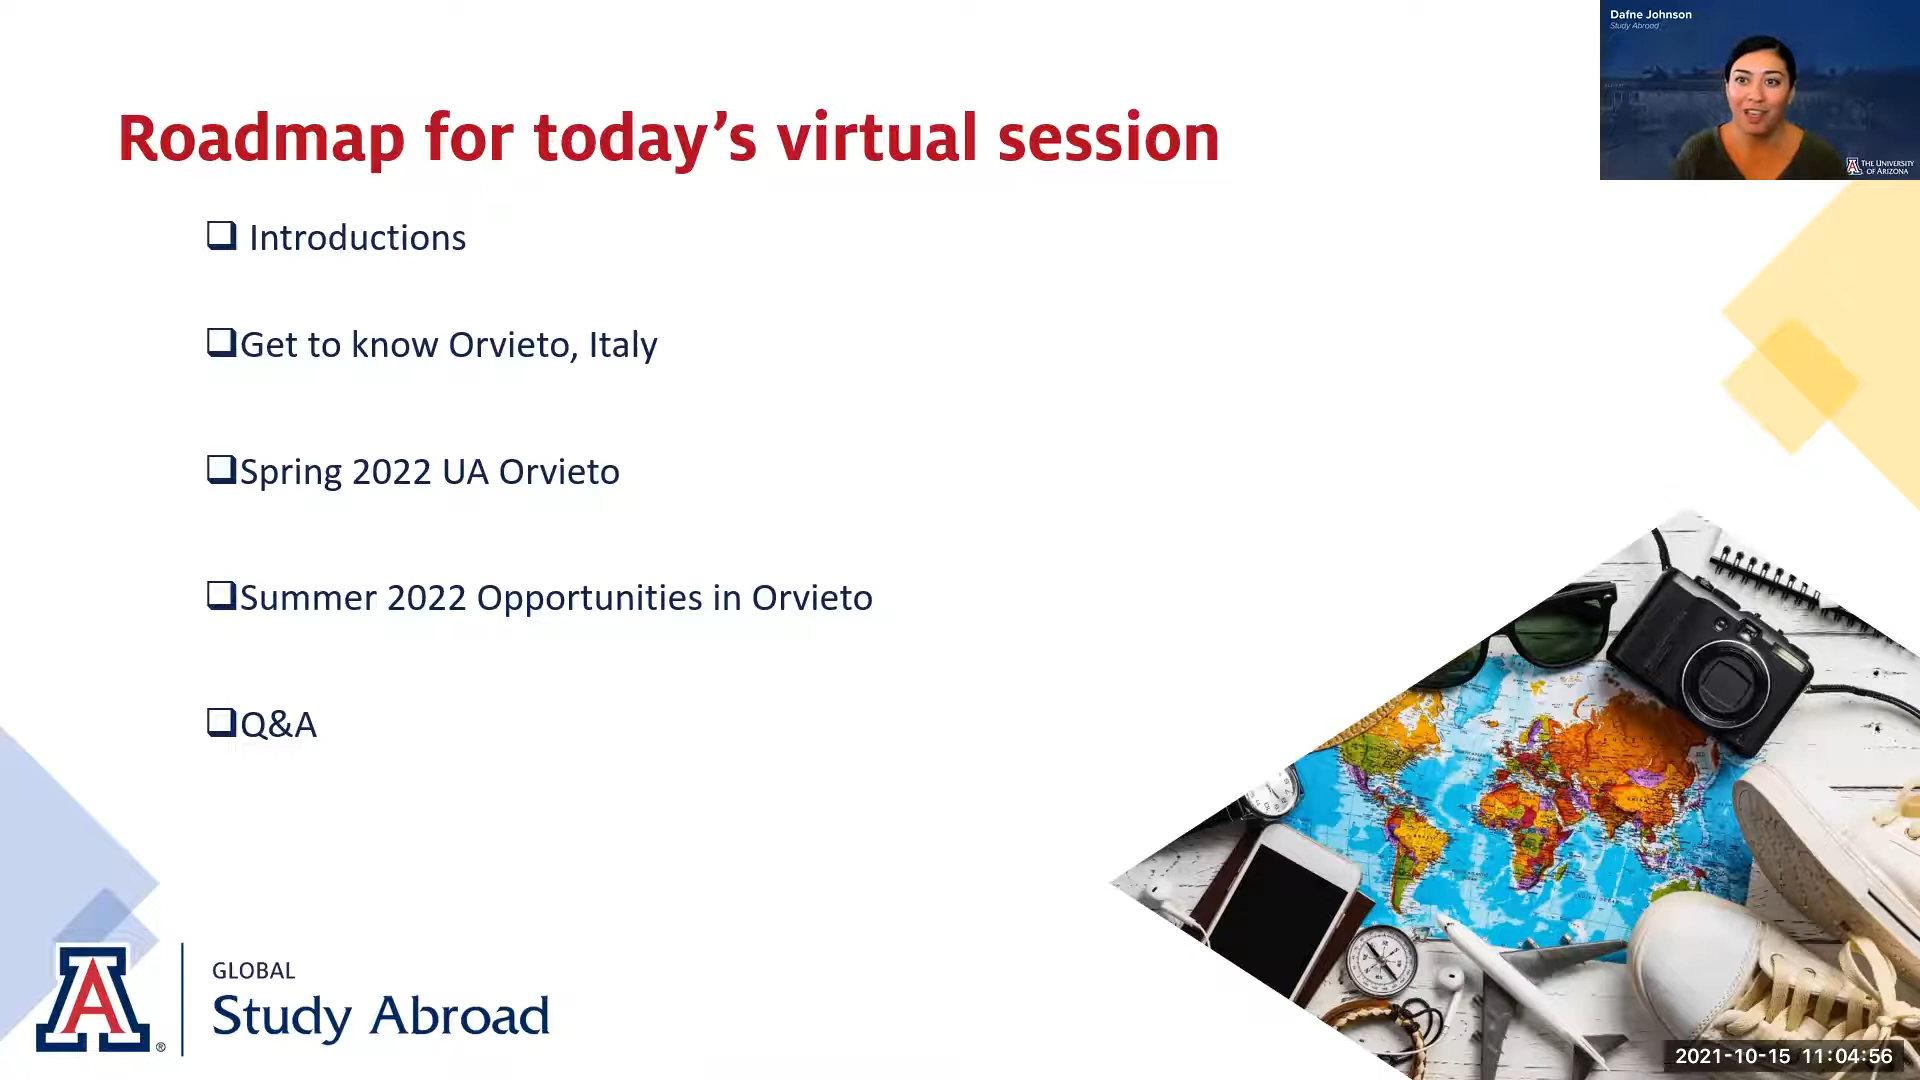 Dafne Johnson
Study Abroad
THE UNIVERSITY
OF ARIZONA
Roadmap for today’s virtual session
Introductions
Get to know Orvieto, Italy
Spring 2022 UA Orvieto
Summer 2022 Opportunities in Orvieto
Q&A
A
GLOBAL
Study Abroad
®
2021-10-15 11:04:56